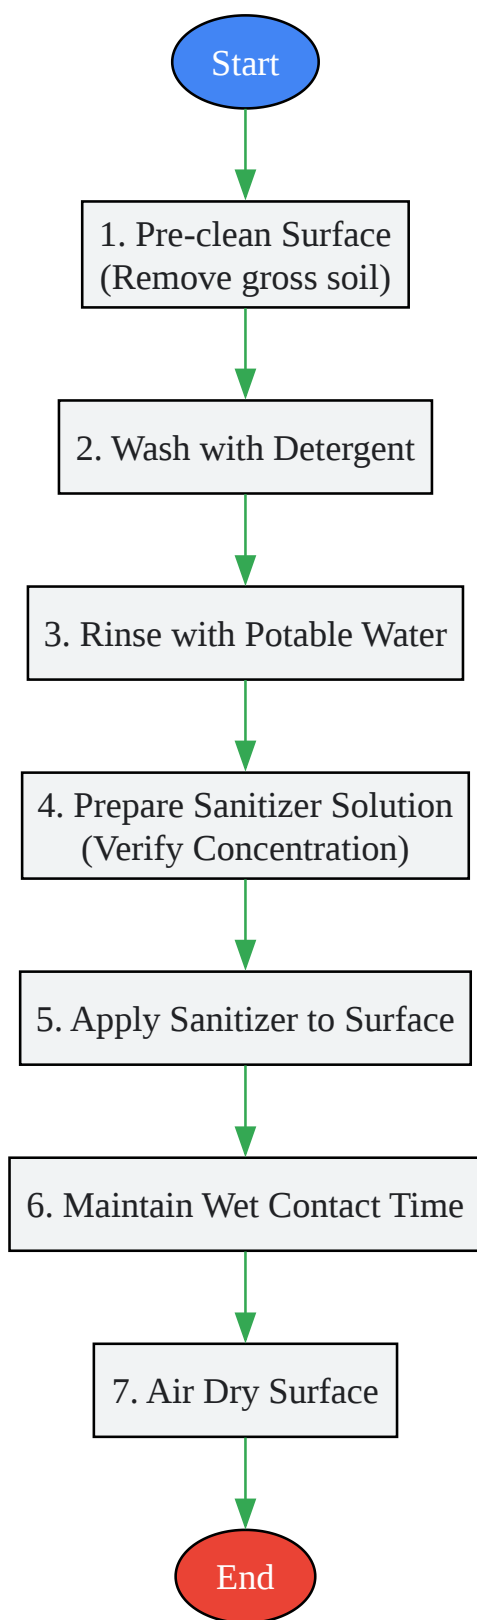 Start
1. Pre-clean Surface
(Remove gross soil)
2. Wash with Detergent
3. Rinse with Potable Water
4. Prepare Sanitizer Solution
(Verify Concentration)
5. Apply Sanitizer to Surface
6. Maintain Wet Contact Time
7. Air Dry Surface
End